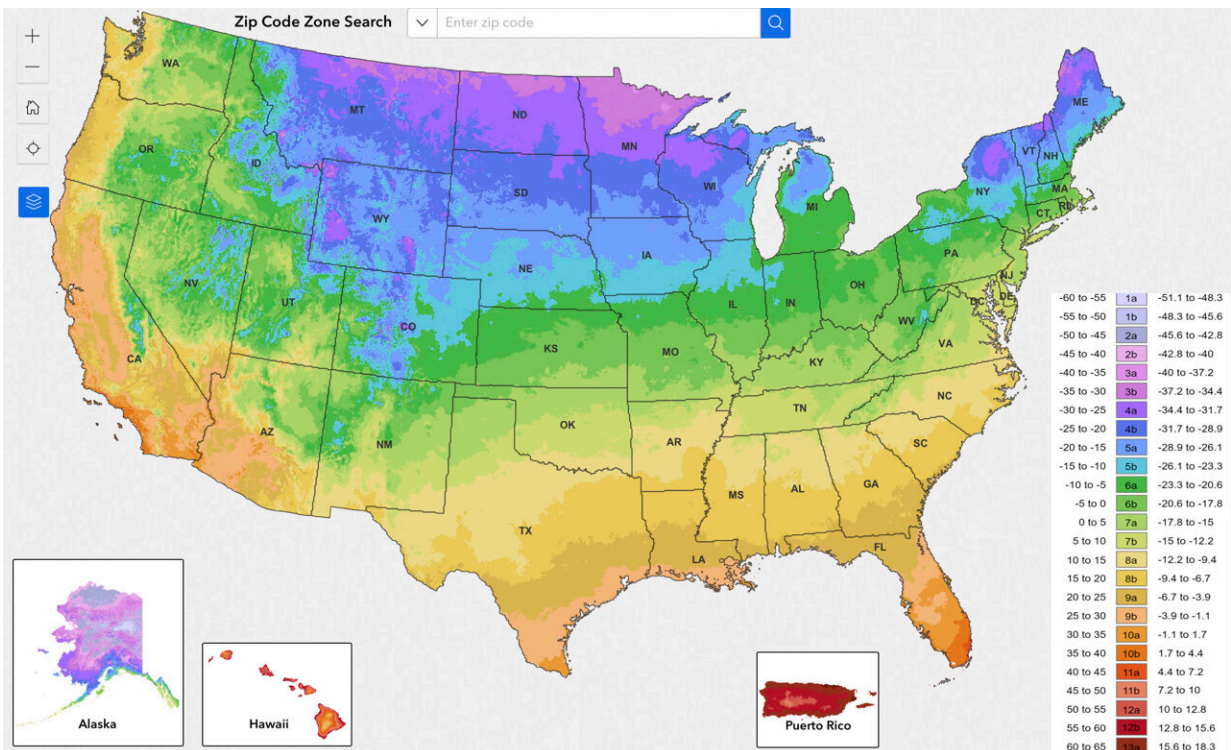 Zip Code Zone Search
Enter zip code
WA
MT
ND
MN
ME
OR
ID
SD
WI
VT
NH
NY
MA
WY
MI
CT
RI
NE
IA
PA
NV
UT
CO
IL
IN
OH
NJ
DC
DE
WV
VA
CA
KS
MO
KY
NC
AZ
NM
OK
AR
TN
SC
MS
AL
GA
TX
LA
FL
Alaska
Hawaii
Puerto Rico
-60 to -55 1a -51.1 to -48.3
-55 to -50 1b -48.3 to -45.6
-50 to -45 2a -45.6 to -42.8
-45 to -40 2b -42.8 to -40
-40 to -35 3a -40 to -37.2
-35 to -30 3b -37.2 to -34.4
-30 to -25 4a -34.4 to -31.7
-25 to -20 4b -31.7 to -28.9
-20 to -15 5a -28.9 to -26.1
-15 to -10 5b -26.1 to -23.3
-10 to -5 6a -23.3 to -20.6
-5 to 0 6b -20.6 to -17.8
0 to 5 7a -17.8 to -15
5 to 10 7b -15 to -12.2
10 to 15 8a -12.2 to -9.4
15 to 20 8b -9.4 to -6.7
20 to 25 9a -6.7 to -3.9
25 to 30 9b -3.9 to -1.1
30 to 35 10a -1.1 to 1.7
35 to 40 10b 1.7 to 4.4
40 to 45 11a 4.4 to 7.2
45 to 50 11b 7.2 to 10
50 to 55 12a 10 to 12.8
55 to 60 12b 12.8 to 15.6
60 to 65 13a 15.6 to 18.3